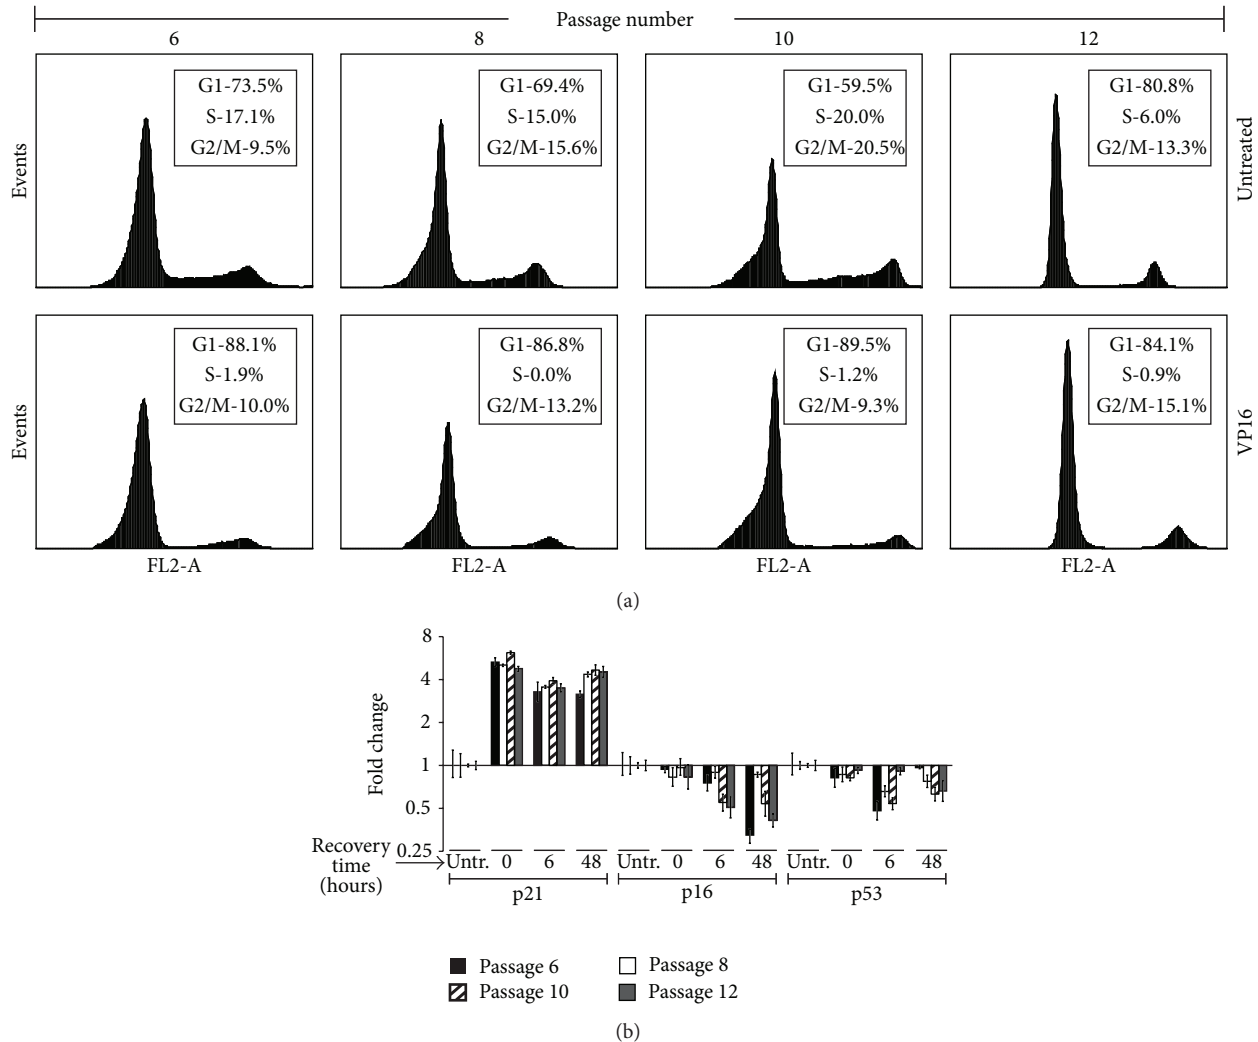 Passage number
6 8 10 12
G1-73.5%
S-17.1%
G2/M-9.5%
G1-69.4%
S-15.0%
G2/M-15.6%
G1-59.5%
S-20.0%
G2/M-20.5%
G1-80.8%
S-6.0%
G2/M-13.3%
Events
Untreated
G1-88.1%
S-1.9%
G2/M-10.0%
G1-86.8%
S-0.0%
G2/M-13.2%
G1-89.5%
S-1.2%
G2/M-9.3%
G1-84.1%
S-0.9%
G2/M-15.1%
Events
VP16
FL2-A FL2-A FL2-A FL2-A
(a)
8
4
2
1
0.5
0.25
Fold change
Recovery
time
(hours)
Untr. 0 6 48 Untr. 0 6 48 Untr. 0 6 48
p21 p16 p53
Passage 6 Passage 8
Passage 10 Passage 12
(b)